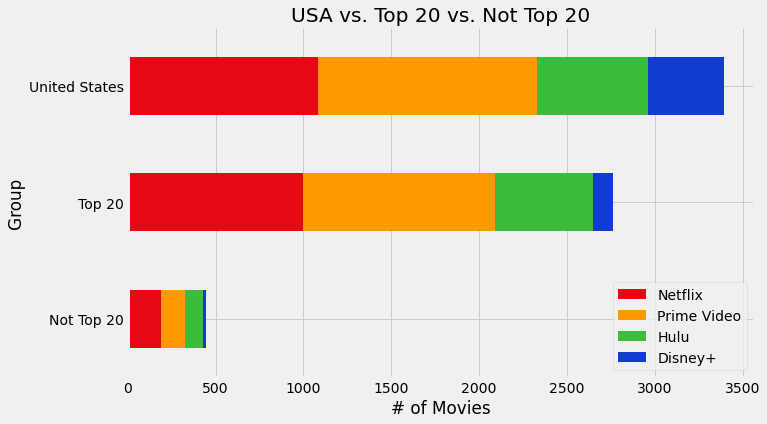 USA vs. Top 20 vs. Not Top 20
United States
Top 20
Not Top 20
Group
0 500 1000 1500 2000 2500 3000 3500
# of Movies
Netflix
Prime Video
Hulu
Disney+